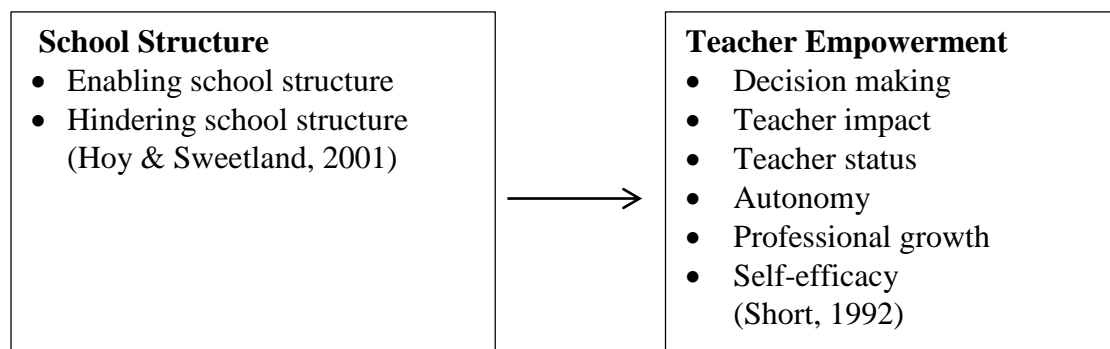 School Structure
• Enabling school structure
• Hindering school structure
(Hoy & Sweetland, 2001)
Teacher Empowerment
• Decision making
• Teacher impact
• Teacher status
• Autonomy
• Professional growth
• Self-efficacy
(Short, 1992)